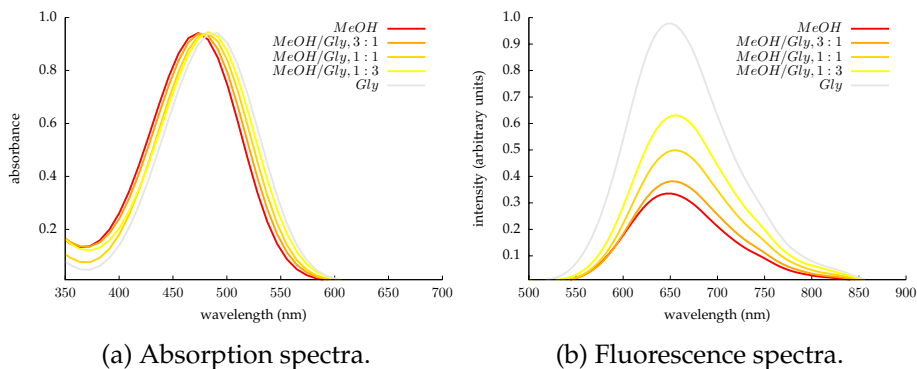 MeOH
MeOH/Gly, 3 : 1
MeOH/Gly, 1 : 1
MeOH/Gly, 1 : 3
Gly
1.0
0.8
0.6
0.4
0.2
absorbance
350 400 450 500 550 600 650 700
wavelength (nm)
(a) Absorption spectra.
MeOH
MeOH/Gly, 3 : 1
MeOH/Gly, 1 : 1
MeOH/Gly, 1 : 3
Gly
1.0
0.9
0.8
0.7
0.6
0.5
0.4
0.3
0.2
0.1
intensity (arbitrary units)
500 550 600 650 700 750 800 850 900
wavelength (nm)
(b) Fluorescence spectra.